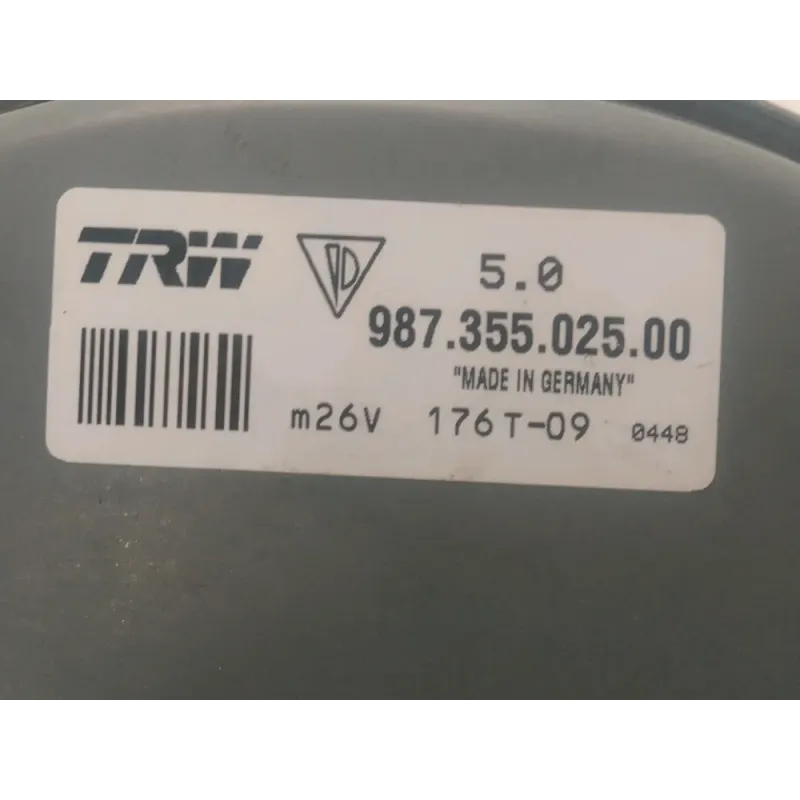 TRW
5.0
987.355.025.00
"MADE IN GERMANY"
m26V 176T-09 0448